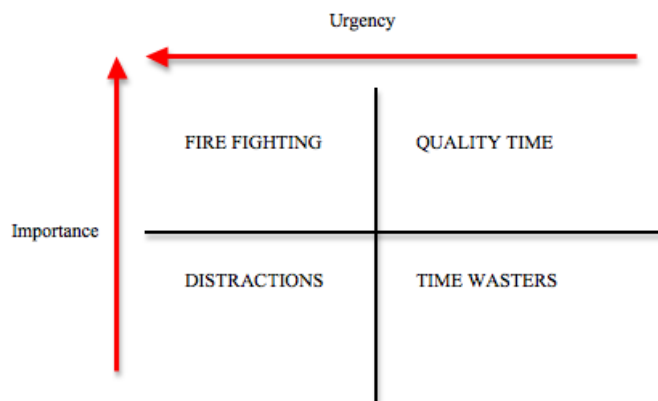 Urgency
FIRE FIGHTING
QUALITY TIME
Importance
DISTRACTIONS
TIME WASTERS